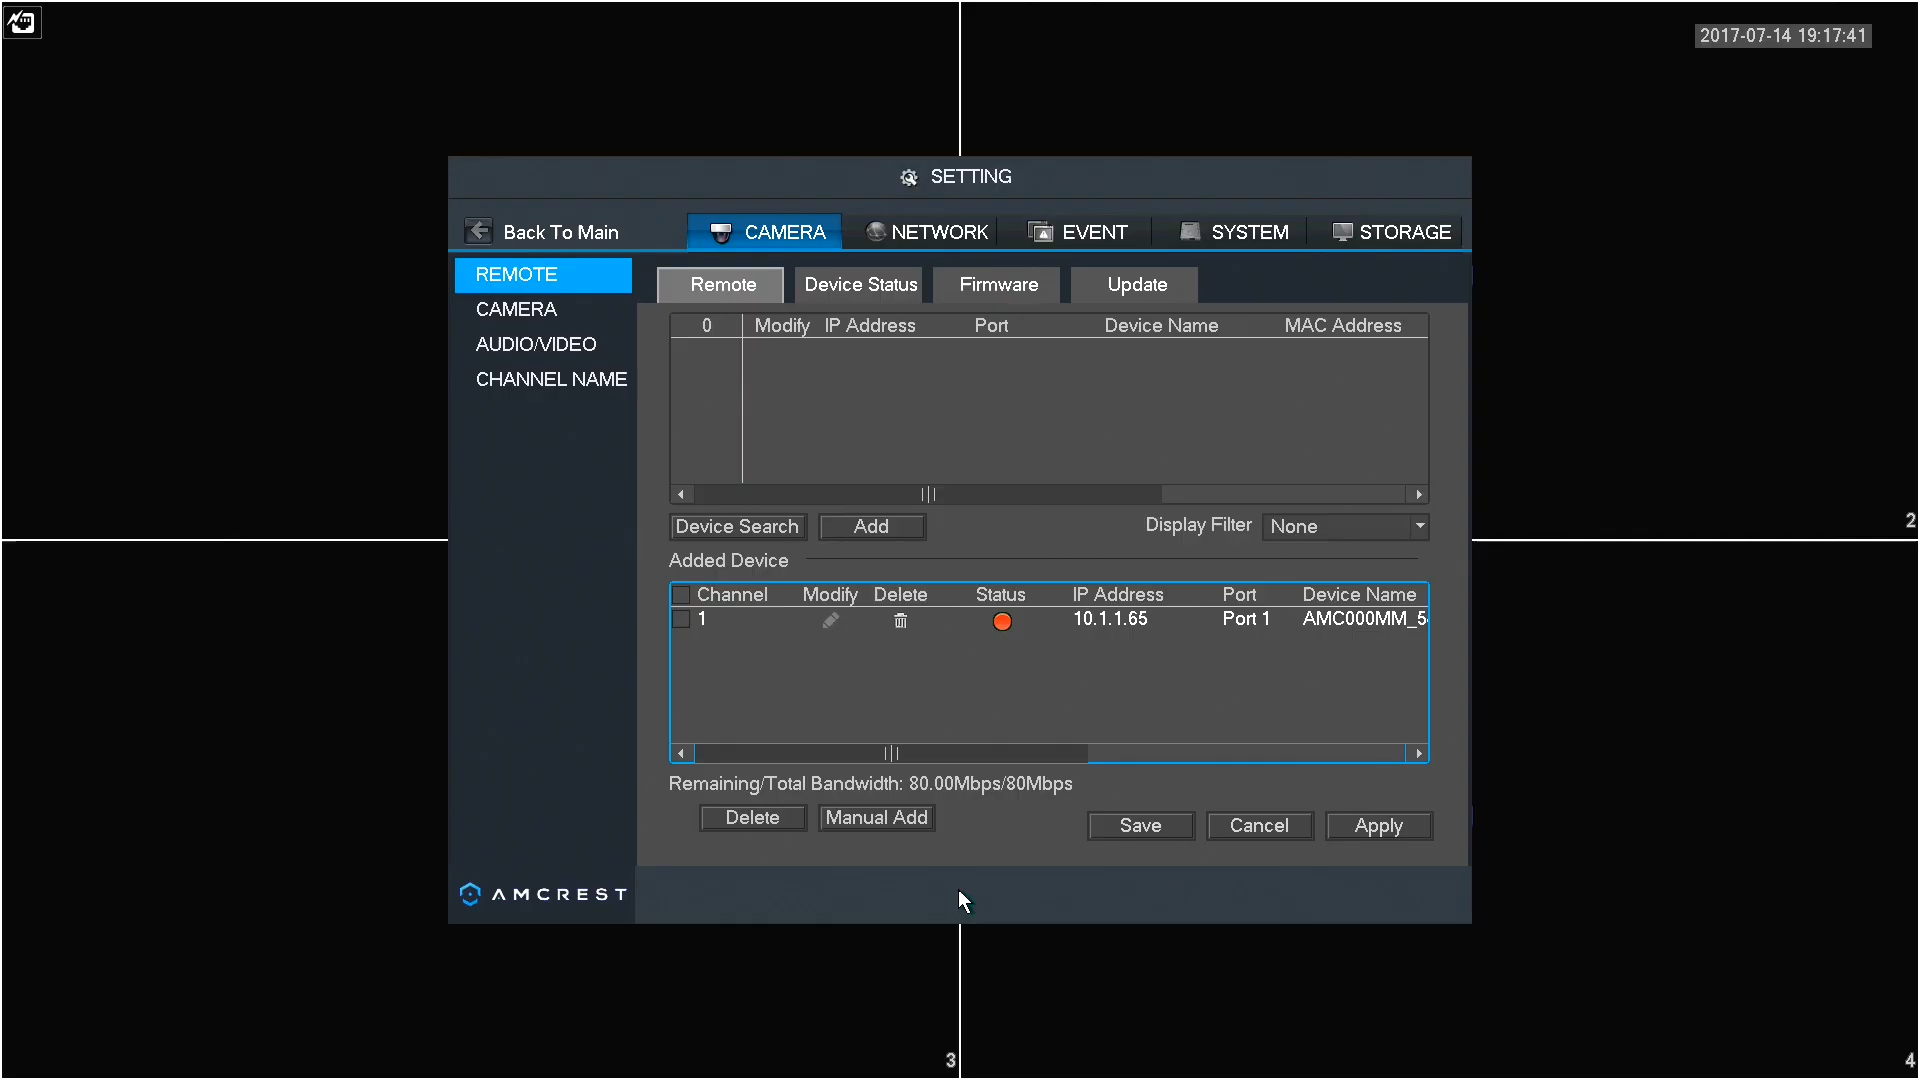 2017-07-14 19:17:41
SETTING
Back To Main
CAMERA
NETWORK
EVENT
SYSTEM
STORAGE
REMOTE
CAMERA
AUDIO/VIDEO
CHANNEL NAME
Remote
Device Status
Firmware
Update
0 Modify IP Address Port Device Name MAC Address
Device Search
Add
Display Filter None
2
Added Device
Channel Modify Delete Status IP Address Port Device Name
1 10.1.1.65 Port 1 AMC000MM_5
Remaining/Total Bandwidth: 80.00Mbps/80Mbps
Delete
Manual Add
Save
Cancel
Apply
AMCREST
3
4